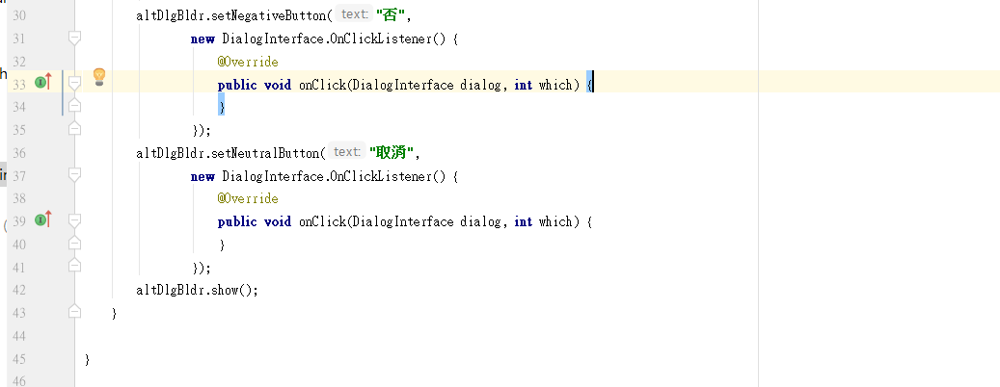 30 altDlgBldr.setNegativeButton( text: "否",
31 new DialogInterface.OnClickListener() {
32 @Override
33 public void onClick(DialogInterface dialog, int which) {
34 }
35 });
36 altDlgBldr.setNeutralButton( text: "取消",
37 new DialogInterface.OnClickListener() {
38 @Override
39 public void onClick(DialogInterface dialog, int which) {
40 }
41 });
42 altDlgBldr.show();
43 }
44
45 }
46